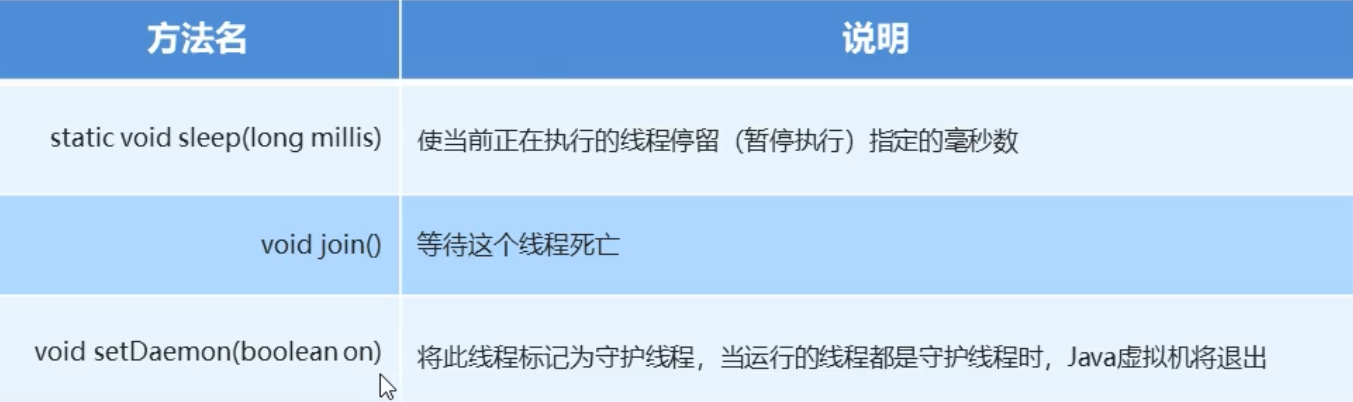 方法名 说明
static void sleep(long millis) 使当前正在执行的线程停留（暂停执行）指定的毫秒数
void join() 等待这个线程死亡
void setDaemon(boolean on) 将此线程标记为守护线程，当运行的线程都是守护线程时，Java虚拟机将退出